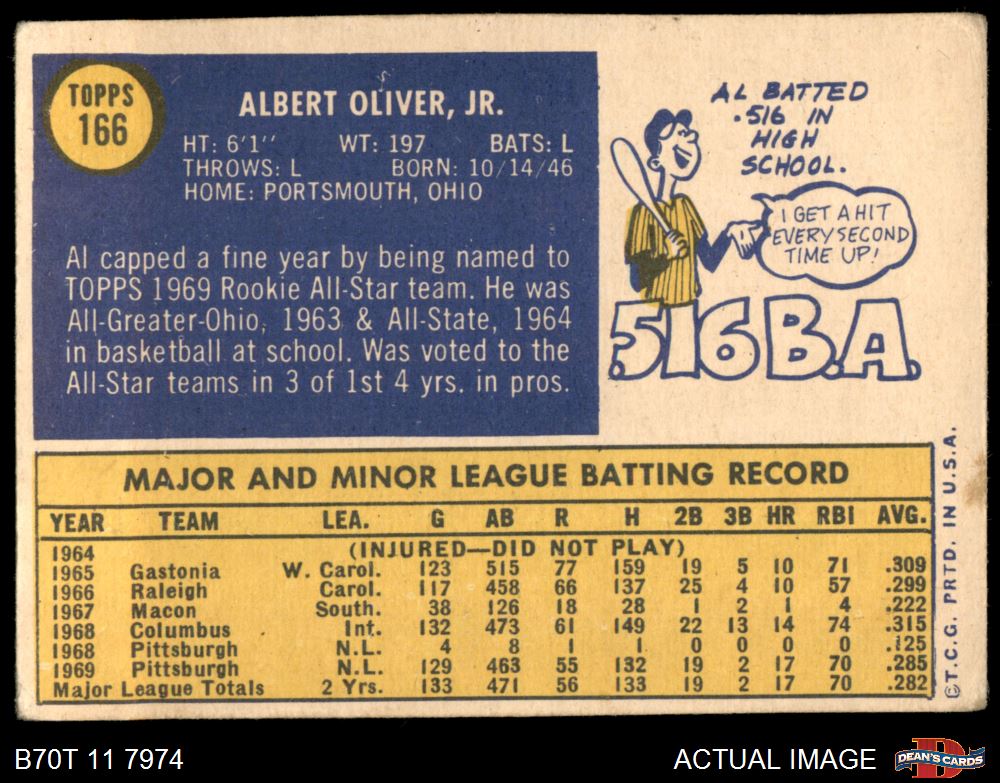 TOPPS
166
ALBERT OLIVER, JR.
HT: 6'1'' WT: 197 BATS: L
THROWS: L BORN: 10/14/46
HOME: PORTSMOUTH, OHIO
Al capped a fine year by being named to
TOPPS 1969 Rookie All-Star team. He was
All-Greater-Ohio, 1963 & All-State, 1964
in basketball at school. Was voted to the
All-Star teams in 3 of 1st 4 yrs. in pros.
AL BATTED
.516 IN
HIGH
SCHOOL.
I GET A HIT
EVERY SECOND
TIME UP!
.516 B.A.
MAJOR AND MINOR LEAGUE BATTING RECORD
YEAR TEAM LEA. G AB R H 2B 3B HR RBI AVG.
1964 (INJURED—DID NOT PLAY)
1965 Gastonia W. Carol. 123 515 77 159 19 5 10 71 .309
1966 Raleigh Carol. 117 458 66 137 25 4 10 57 .299
1967 Macon South. 38 126 18 28 1 2 1 4 .222
1968 Columbus Int. 132 473 61 149 22 13 14 74 .315
1968 Pittsburgh N.L. 4 8 1 1 0 0 0 0 .125
1969 Pittsburgh N.L. 129 463 55 132 19 2 17 70 .285
Major League Totals 2 Yrs. 133 471 56 133 19 2 17 70 .282
©T.C.G. PRTD. IN U.S.A.
B70T 11 7974
ACTUAL IMAGE
D
DEAN'S CARDS